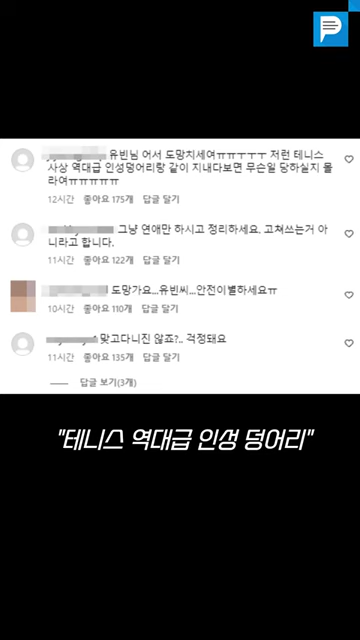 유빈님 어서 도망치세여ㅠㅠㅜㅜㅜ 저런 테니스
사상 역대급 인성덩어리랑 같이 지내다보면 무슨일 당하실지 몰
라여ㅠㅠㅠㅠㅠ
12시간 좋아요 175개 답글 달기
그냥 연애만 하시고 정리하세요. 고쳐쓰는거 아
니라고 합니다.
11시간 좋아요 122개 답글 달기
도망가요...유빈씨...안전이별하세요ㅠ
10시간 좋아요 110개 답글 달기
맞고다니진 않죠?.. 걱정돼요
11시간 좋아요 135개 답글 달기
답글 보기(3개)
"테니스 역대급 인성 덩어리"